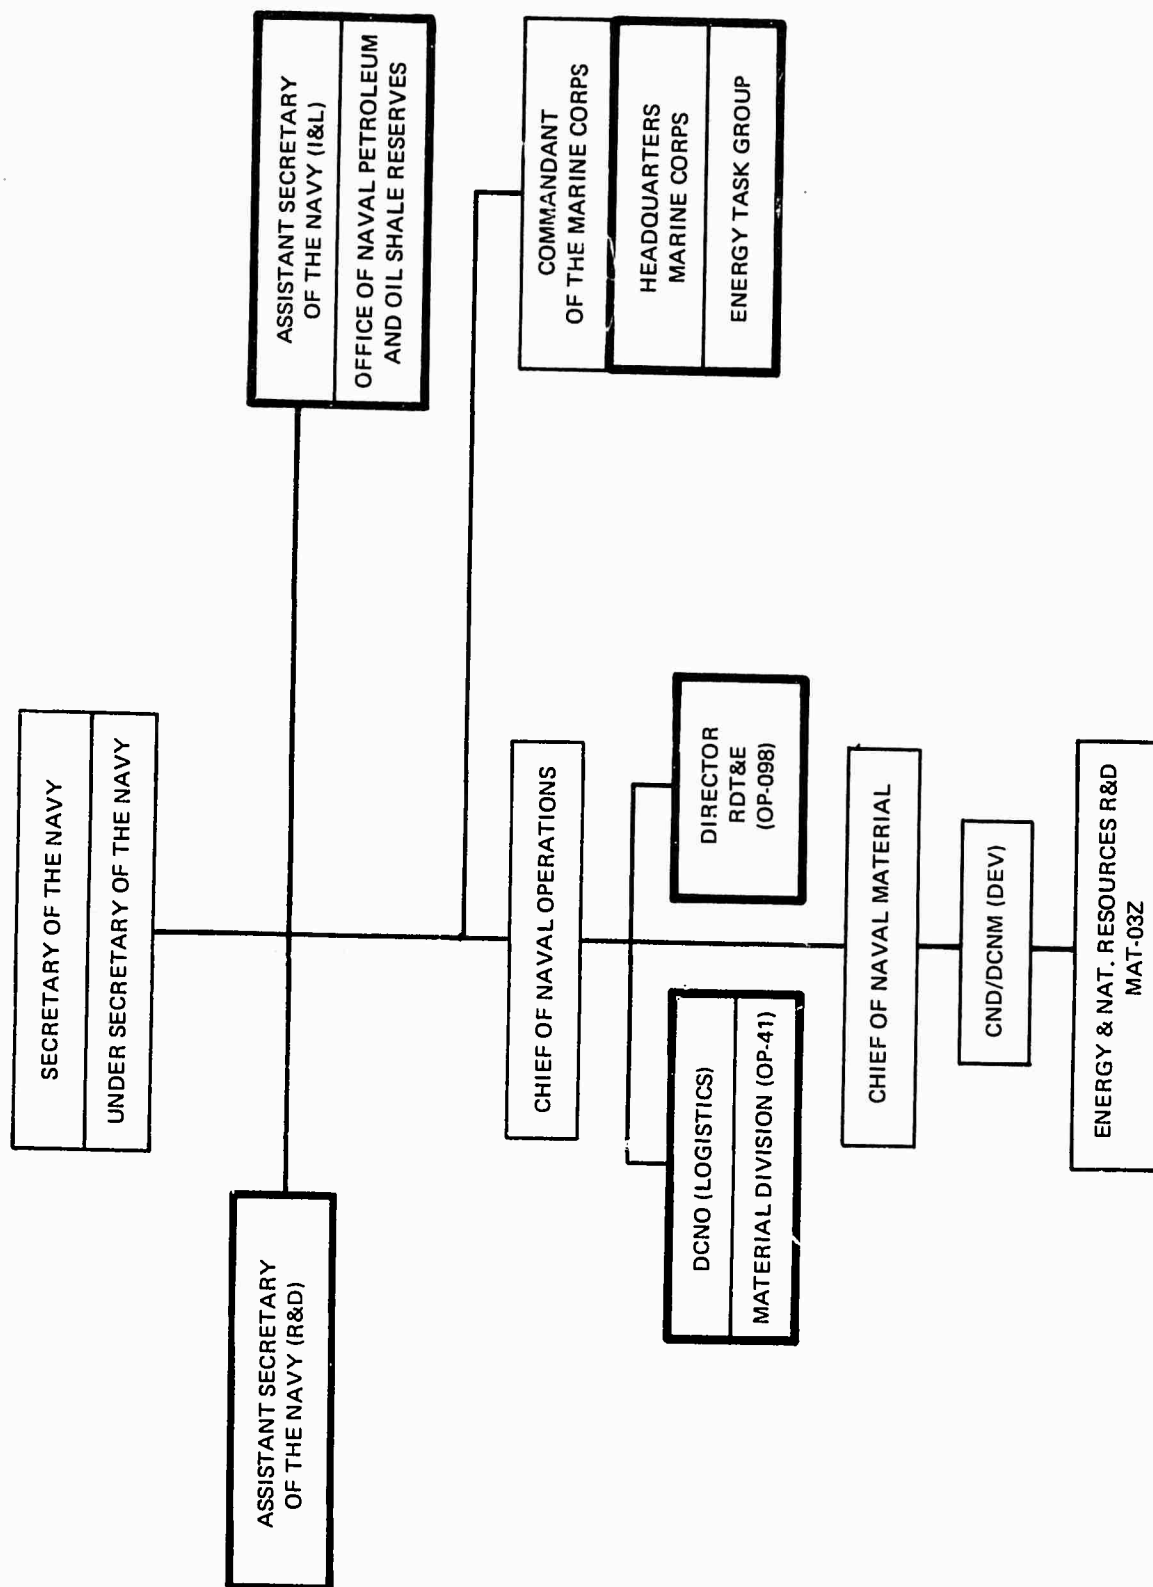 SECRETARY OF THE NAVY
UNDER SECRETARY OF THE NAVY
ASSISTANT SECRETARY
OF THE NAVY (R&D)
ASSISTANT SECRETARY
OF THE NAVY (I&L)
OFFICE OF NAVAL PETROLEUM
AND OIL SHALE RESERVES
CHIEF OF NAVAL OPERATIONS
COMMANDANT
OF THE MARINE CORPS
HEADQUARTERS
MARINE CORPS
ENERGY TASK GROUP
DCNO (LOGISTICS)
MATERIAL DIVISION (OP-41)
DIRECTOR
RDT&E
(OP-098)
CHIEF OF NAVAL MATERIAL
CND/DCNM (DEV)
ENERGY & NAT. RESOURCES R&D
MAT-03Z